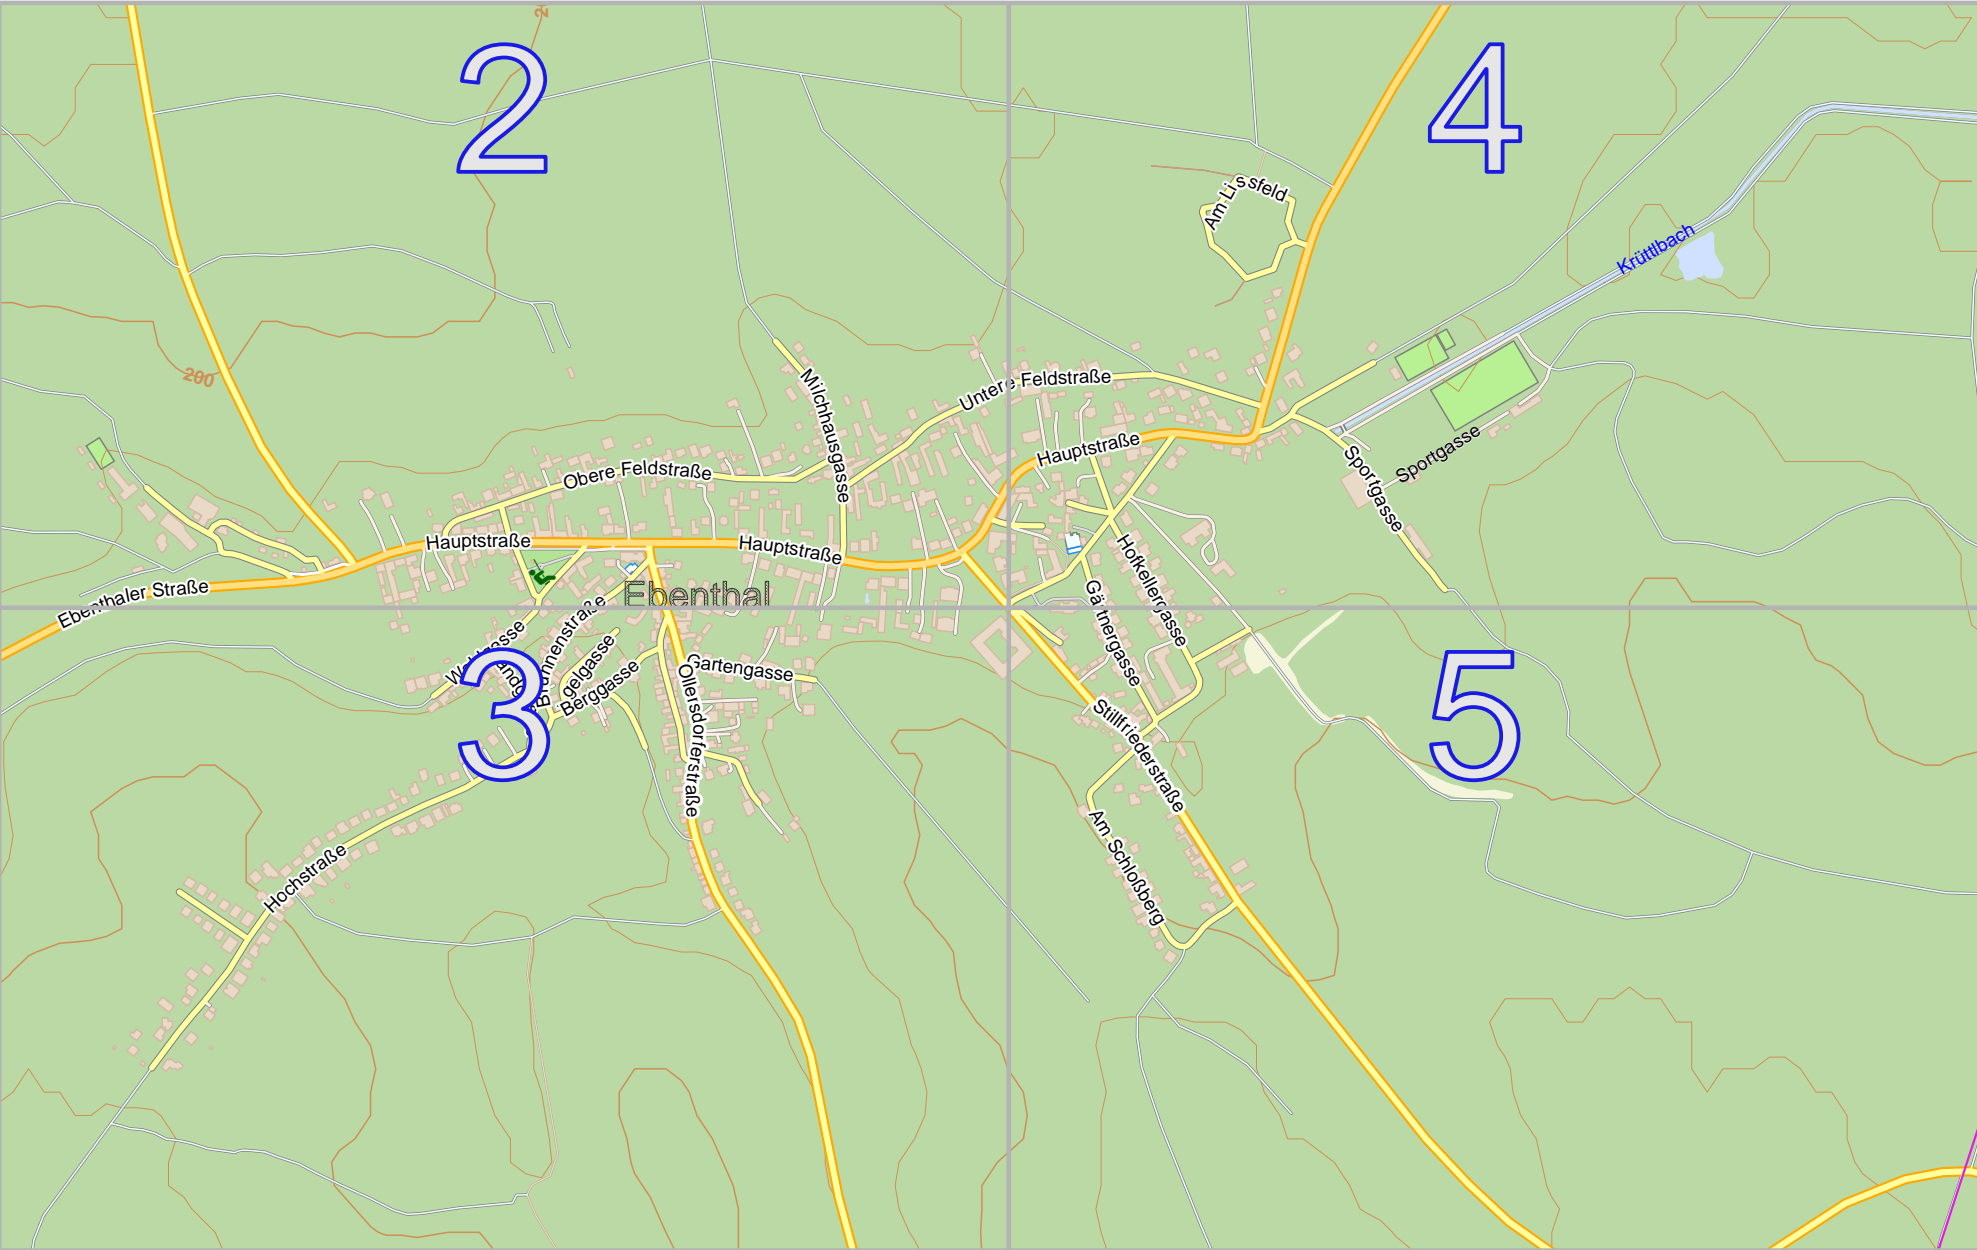 2
4
Am Lissfeld
Krüttlbach
200
Milchhausgasse
Untere Feldstraße
Hauptstraße
Obere Feldstraße
Sportgasse
Sportgasse
Hauptstraße
Hauptstraße
Ebenthaler Straße
Ebenthal
Hofkellergasse
Gärtnergasse
Brunnenstraße
Berggasse
Gartengasse
Ollersdorferstraße
3
5
Stillfriederstraße
Am Schloßberg
Hochstraße